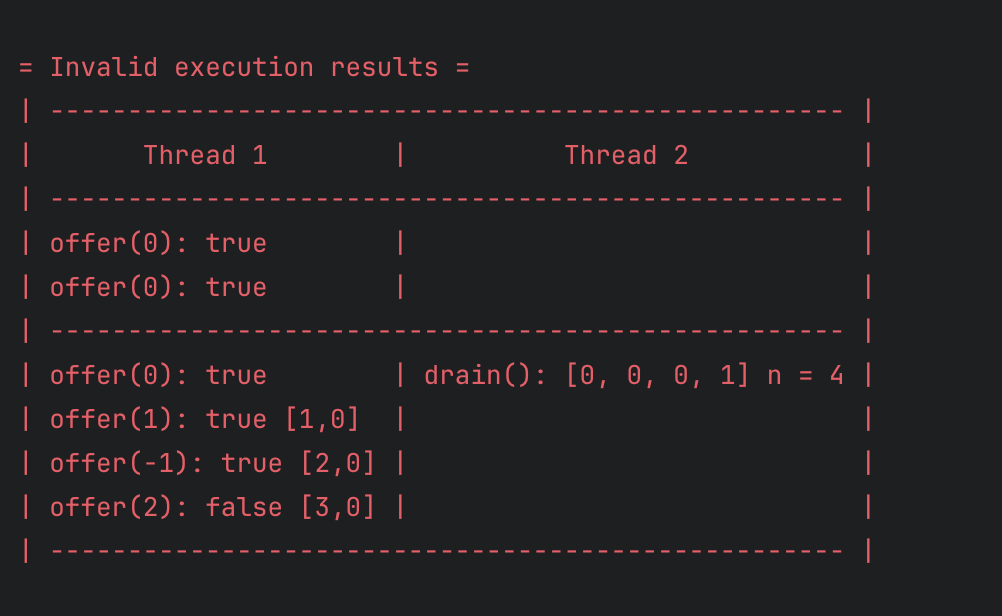 = Invalid execution results =
| --------------------------------------------------- |
|       Thread 1        |          Thread 2           |
| --------------------------------------------------- |
| offer(0): true        |                             |
| offer(0): true        |                             |
| --------------------------------------------------- |
| offer(0): true        | drain(): [0, 0, 0, 1] n = 4 |
| offer(1): true [1,0]  |                             |
| offer(-1): true [2,0] |                             |
| offer(2): false [3,0] |                             |
| --------------------------------------------------- |